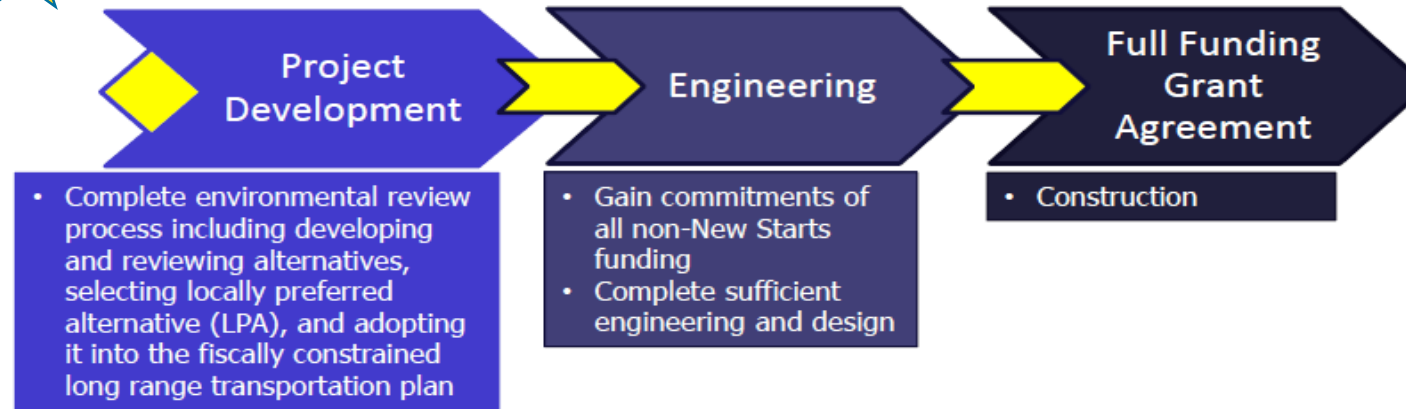 Project
Development
Engineering
Full Funding
Grant
Agreement
• Complete environmental review
process including developing
and reviewing alternatives,
selecting locally preferred
alternative (LPA), and adopting
it into the fiscally constrained
long range transportation plan
• Gain commitments of
all non-New Starts
funding
• Complete sufficient
engineering and design
• Construction